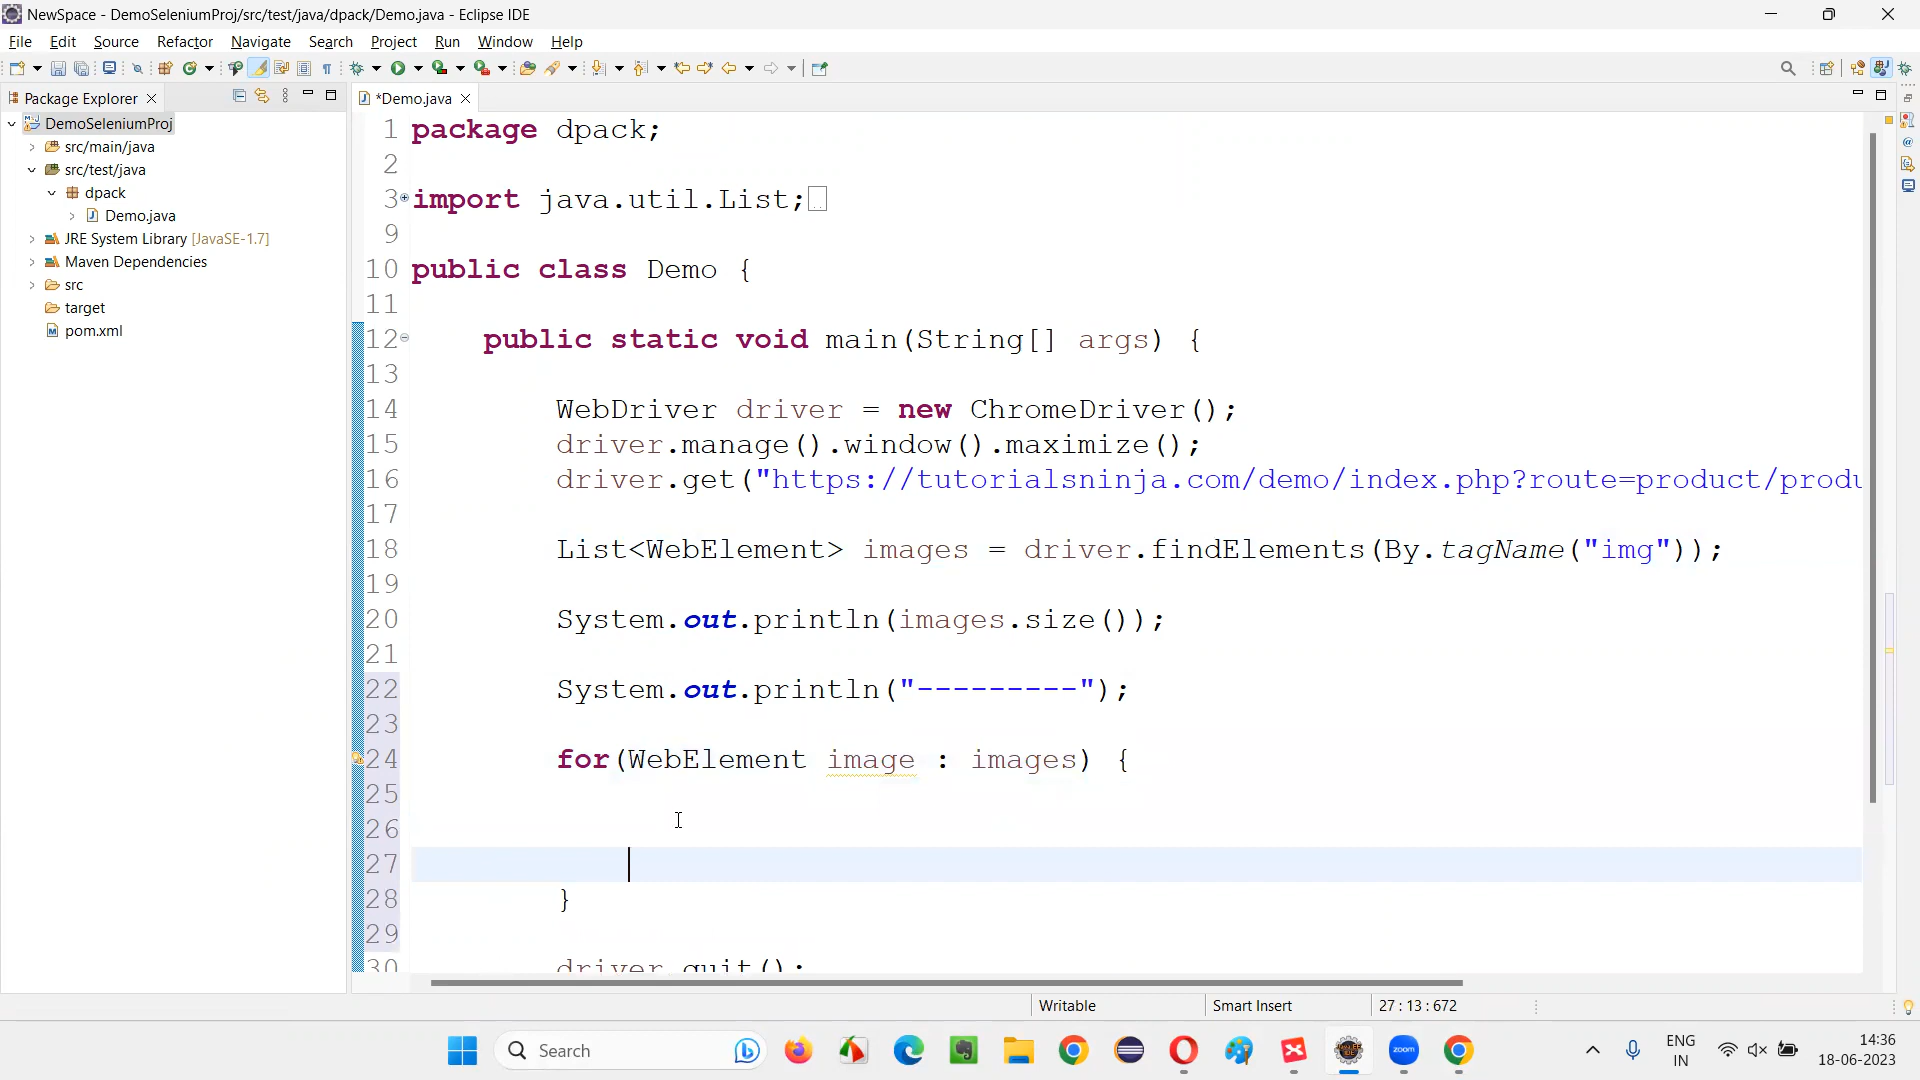 NewSpace - DemoSeleniumProj/src/test/java/dpack/Demo.java - Eclipse IDE
File Edit Source Refactor Navigate Search Project Run Window Help
Package Explorer
*Demo.java
DemoSeleniumProj
src/main/java
src/test/java
dpack
Demo.java
JRE System Library [JavaSE-1.7]
Maven Dependencies
src
target
pom.xml
1 package dpack;
2
3 import java.util.List;
9
10 public class Demo {
11
12 public static void main(String[] args) {
13
14 WebDriver driver = new ChromeDriver();
15 driver.manage().window().maximize();
16 driver.get("https://tutorialsninja.com/demo/index.php?route=product/produ
17
18 List<WebElement> images = driver.findElements(By.tagName("img"));
19
20 System.out.println(images.size());
21
22 System.out.println("---------");
23
24 for(WebElement image : images) {
25
26
27
28 }
29
30 driver.quit();
Writable
Smart Insert
27 : 13 : 672
Search
zoom
ENG
IN
14:36
18-06-2023